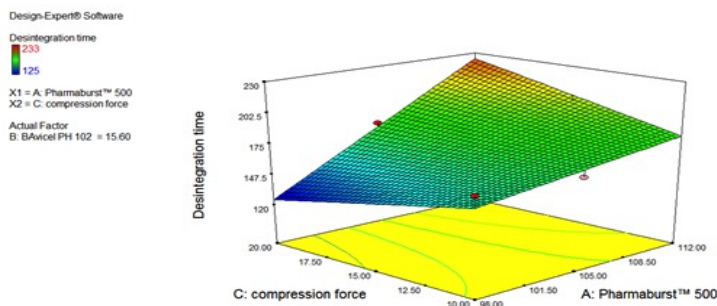 Design-Expert® Software
Desintegration time
233
125
X1 = A: Pharmaburst™ 500
X2 = C: compression force
Actual Factor
B: BAvicel PH 102 = 15.60
Desintegration time
230
202.5
175
147.5
120
20.00
17.50
15.00
12.50
10.00
98.00
101.50
105.00
108.50
112.00
C: compression force
A: Pharmaburst™ 500